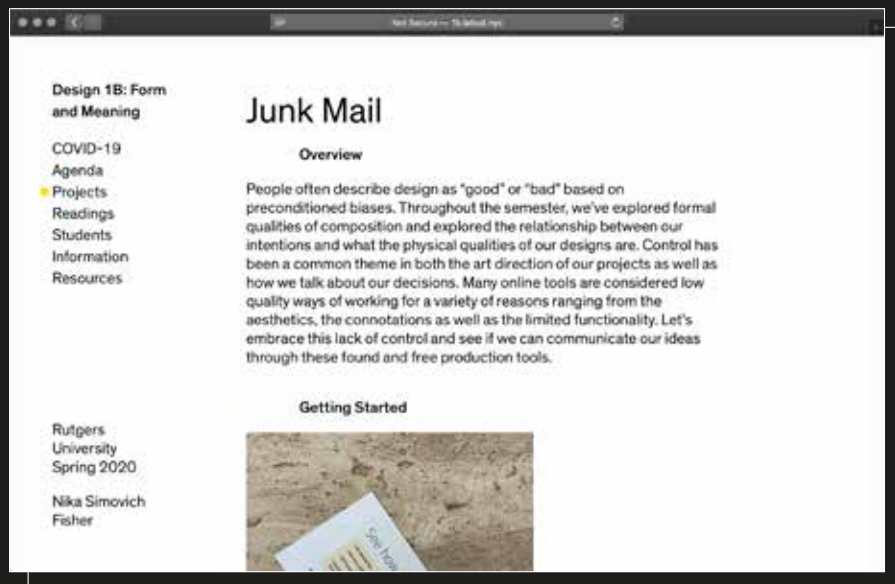 Not Secure —
Design 1B: Form
and Meaning
COVID-19
Agenda
Projects
Readings
Students
Information
Resources
Rutgers
University
Spring 2020
Nika Simovich
Fisher
Junk Mail
Overview
People often describe design as “good” or “bad” based on
preconditioned biases. Throughout the semester, we’ve explored formal
qualities of composition and explored the relationship between our
intentions and what the physical qualities of our designs are. Control has
been a common theme in both the art direction of our projects as well as
how we talk about our decisions. Many online tools are considered low
quality ways of working for a variety of reasons ranging from the
aesthetics, the connotations as well as the limited functionality. Let’s
embrace this lack of control and see if we can communicate our ideas
through these found and free production tools.
Getting Started
See how